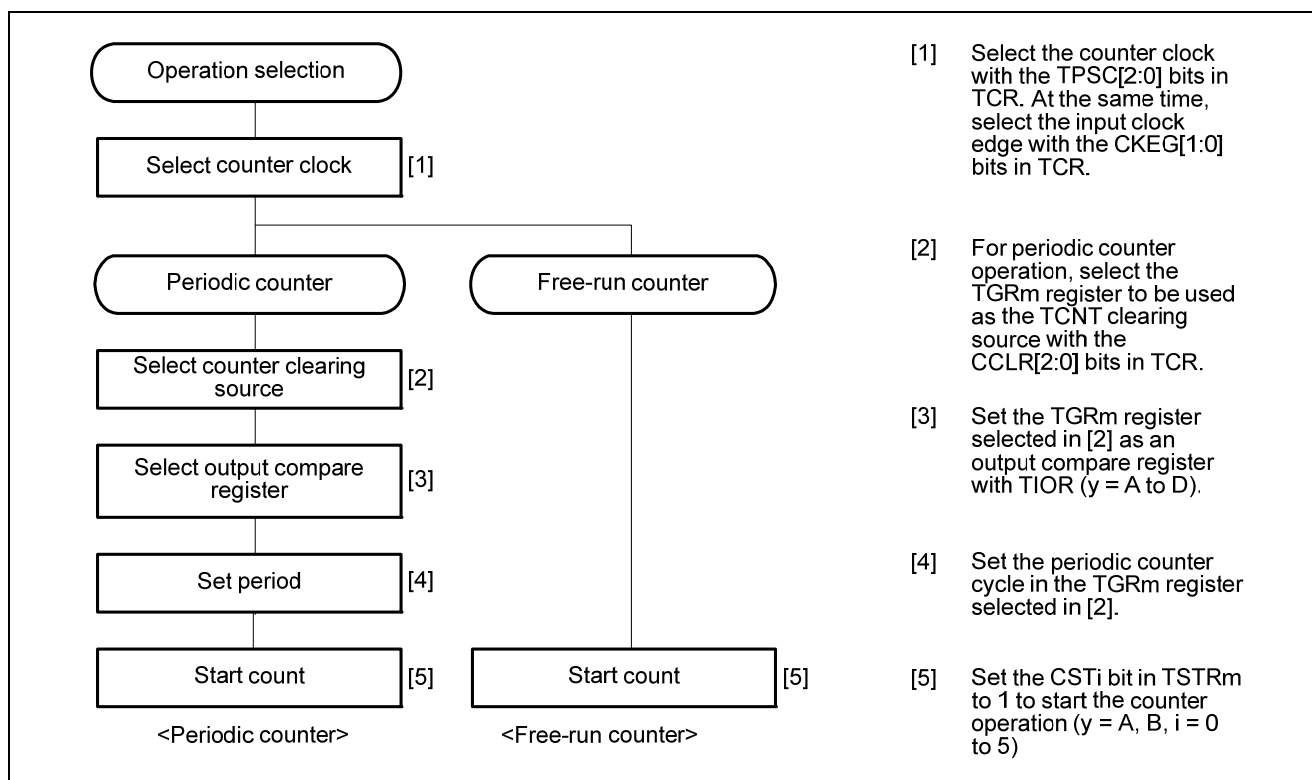 Operation selection
Select counter clock
[1]
Periodic counter
Free-run counter
Select counter clearing
source
[2]
Select output compare
register
[3]
Set period
[4]
Start count
[5]
Start count
[5]
<Periodic counter>
<Free-run counter>
[1] Select the counter clock
with the TPSC[2:0] bits in
TCR. At the same time,
select the input clock
edge with the CKEG[1:0]
bits in TCR.
[2] For periodic counter
operation, select the
TGRm register to be used
as the TCNT clearing
source with the
CCLR[2:0] bits in TCR.
[3] Set the TGRm register
selected in [2] as an
output compare register
with TIOR (y = A to D).
[4] Set the periodic counter
cycle in the TGRm register
selected in [2].
[5] Set the CSTi bit in TSTRm
to 1 to start the counter
operation (y = A, B, i = 0
to 5)